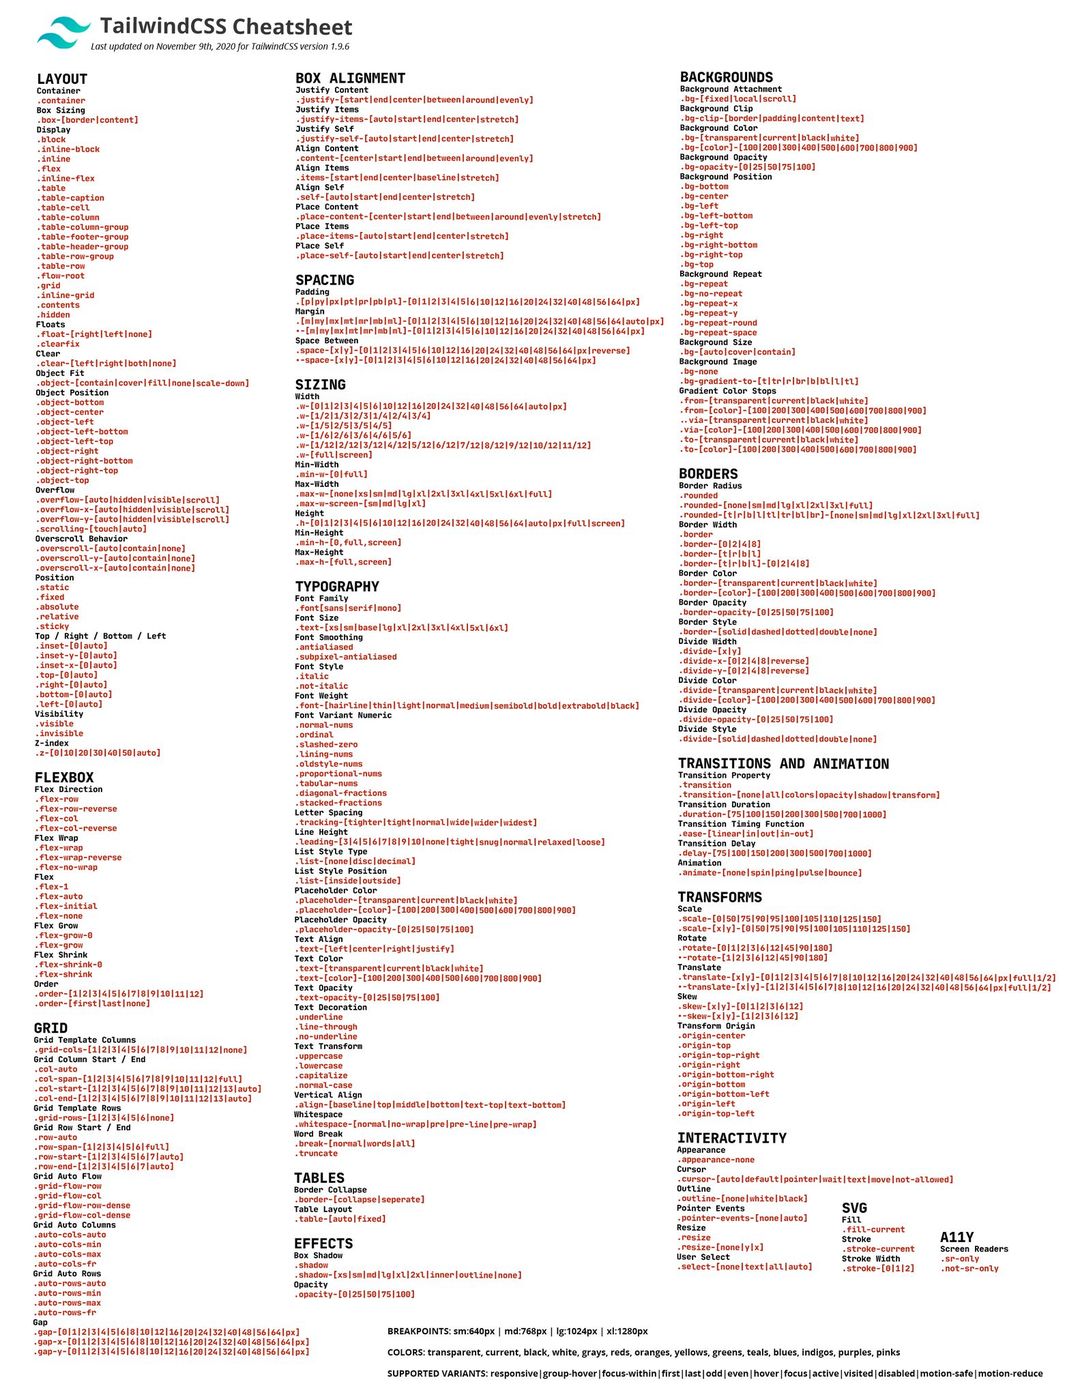 TailwindCSS Cheatsheet
Last updated on November 9th, 2020 for TailwindCSS version 1.9.6
LAYOUT
Container
.container
Box Sizing
.box-[border|content]
Display
.block
.inline-block
.inline
.flex
.inline-flex
.table
.table-caption
.table-cell
.table-column
.table-column-group
.table-footer-group
.table-header-group
.table-row-group
.table-row
.flow-root
.grid
.inline-grid
.contents
.hidden
Floats
.float-[right|left|none]
.clearfix
Clear
.clear-[left|right|both|none]
Object Fit
.object-[contain|cover|fill|none|scale-down]
Object Position
.object-bottom
.object-center
.object-left
.object-left-bottom
.object-left-top
.object-right
.object-right-bottom
.object-right-top
.object-top
Overflow
.overflow-[auto|hidden|visible|scroll]
.overflow-x-[auto|hidden|visible|scroll]
.overflow-y-[auto|hidden|visible|scroll]
.scrolling-[touch|auto]
Overscroll Behavior
.overscroll-[auto|contain|none]
.overscroll-y-[auto|contain|none]
.overscroll-x-[auto|contain|none]
Position
.static
.fixed
.absolute
.relative
.sticky
Top / Right / Bottom / Left
.inset-[0|auto]
.inset-y-[0|auto]
.inset-x-[0|auto]
.top-[0|auto]
.right-[0|auto]
.bottom-[0|auto]
.left-[0|auto]
Visibility
.visible
.invisible
Z-index
.z-[0|10|20|30|40|50|auto]
FLEXBOX
Flex Direction
.flex-row
.flex-row-reverse
.flex-col
.flex-col-reverse
Flex Wrap
.flex-wrap
.flex-wrap-reverse
.flex-no-wrap
Flex
.flex-1
.flex-auto
.flex-initial
.flex-none
Flex Grow
.flex-grow-0
.flex-grow
Flex Shrink
.flex-shrink-0
.flex-shrink
Order
.order-[1|2|3|4|5|6|7|8|9|10|11|12]
.order-[first|last|none]
GRID
Grid Template Columns
.grid-cols-[1|2|3|4|5|6|7|8|9|10|11|12|none]
Grid Column Start / End
.col-auto
.col-span-[1|2|3|4|5|6|7|8|9|10|11|12|full]
.col-start-[1|2|3|4|5|6|7|8|9|10|11|12|13|auto]
.col-end-[1|2|3|4|5|6|7|8|9|10|11|12|13|auto]
Grid Template Rows
.grid-rows-[1|2|3|4|5|6|none]
Grid Row Start / End
.row-auto
.row-span-[1|2|3|4|5|6|full]
.row-start-[1|2|3|4|5|6|7|auto]
.row-end-[1|2|3|4|5|6|7|auto]
Grid Auto Flow
.grid-flow-row
.grid-flow-col
.grid-flow-row-dense
.grid-flow-col-dense
Grid Auto Columns
.auto-cols-auto
.auto-cols-min
.auto-cols-max
.auto-cols-fr
Grid Auto Rows
.auto-rows-auto
.auto-rows-min
.auto-rows-max
.auto-rows-fr
Gap
.gap-[0|1|2|3|4|5|6|8|10|12|16|20|24|32|40|48|56|64|px]
.gap-x-[0|1|2|3|4|5|6|8|10|12|16|20|24|32|40|48|56|64|px]
.gap-y-[0|1|2|3|4|5|6|8|10|12|16|20|24|32|40|48|56|64|px]
BOX ALIGNMENT
Justify Content
.justify-[start|end|center|between|around|evenly]
Justify Items
.justify-items-[auto|start|end|center|stretch]
Justify Self
.justify-self-[auto|start|end|center|stretch]
Align Content
.content-[center|start|end|between|around|evenly]
Align Items
.items-[start|end|center|baseline|stretch]
Align Self
.self-[auto|start|end|center|stretch]
Place Content
.place-content-[center|start|end|between|around|evenly|stretch]
Place Items
.place-items-[auto|start|end|center|stretch]
Place Self
.place-self-[auto|start|end|center|stretch]
SPACING
Padding
.[p|py|px|pt|pr|pb|pl]-[0|1|2|3|4|5|6|10|12|16|20|24|32|40|48|56|64|px]
Margin
.[m|my|mx|mt|mr|mb|ml]-[0|1|2|3|4|5|6|10|12|16|20|24|32|40|48|56|64|auto|px]
--[m|my|mx|mt|mr|mb|ml]-[0|1|2|3|4|5|6|10|12|16|20|24|32|40|48|56|64|px]
Space Between
.space-[x|y]-[0|1|2|3|4|5|6|10|12|16|20|24|32|40|48|56|64|px|reverse]
--space-[x|y]-[0|1|2|3|4|5|6|10|12|16|20|24|32|40|48|56|64|px]
SIZING
Width
.w-[0|1|2|3|4|5|6|10|12|16|20|24|32|40|48|56|64|auto|px]
.w-[1/2|1/3|2/3|1/4|2/4|3/4]
.w-[1/5|2/5|3/5|4/5]
.w-[1/6|2/6|3/6|4/6|5/6]
.w-[1/12|2/12|3/12|4/12|5/12|6/12|7/12|8/12|9/12|10/12|11/12]
.w-[full|screen]
Min-Width
.min-w-[0|full]
Max-Width
.max-w-[none|xs|sm|md|lg|xl|2xl|3xl|4xl|5xl|6xl|full]
.max-w-screen-[sm|md|lg|xl]
Height
.h-[0|1|2|3|4|5|6|10|12|16|20|24|32|40|48|56|64|auto|px|full|screen]
Min-Height
.min-h-[0,full,screen]
Max-Height
.max-h-[full,screen]
TYPOGRAPHY
Font Family
.font[sans|serif|mono]
Font Size
.text-[xs|sm|base|lg|xl|2xl|3xl|4xl|5xl|6xl]
Font Smoothing
.antialiased
.subpixel-antialiased
Font Style
.italic
.not-italic
Font Weight
.font-[hairline|thin|light|normal|medium|semibold|bold|extrabold|black]
Font Variant Numeric
.normal-nums
.ordinal
.slashed-zero
.lining-nums
.oldstyle-nums
.proportional-nums
.tabular-nums
.diagonal-fractions
.stacked-fractions
Letter Spacing
.tracking-[tighter|tight|normal|wide|wider|widest]
Line Height
.leading-[3|4|5|6|7|8|9|10|none|tight|snug|normal|relaxed|loose]
List Style Type
.list-[none|disc|decimal]
List Style Position
.list-[inside|outside]
Placeholder Color
.placeholder-[transparent|current|black|white]
.placeholder-[color]-[100|200|300|400|500|600|700|800|900]
Placeholder Opacity
.placeholder-opacity-[0|25|50|75|100]
Text Align
.text-[left|center|right|justify]
Text Color
.text-[transparent|current|black|white]
.text-[color]-[100|200|300|400|500|600|700|800|900]
Text Opacity
.text-opacity-[0|25|50|75|100]
Text Decoration
.underline
.line-through
.no-underline
Text Transform
.uppercase
.lowercase
.capitalize
.normal-case
Vertical Align
.align-[baseline|top|middle|bottom|text-top|text-bottom]
Whitespace
.whitespace-[normal|no-wrap|pre|pre-line|pre-wrap]
Word Break
.break-[normal|words|all]
.truncate
TABLES
Border Collapse
.border-[collapse|seperate]
Table Layout
.table-[auto|fixed]
EFFECTS
Box Shadow
.shadow
.shadow-[xs|sm|md|lg|xl|2xl|inner|outline|none]
Opacity
.opacity-[0|25|50|75|100]
BACKGROUNDS
Background Attachment
.bg-[fixed|local|scroll]
Background Clip
.bg-clip-[border|padding|content|text]
Background Color
.bg-[transparent|current|black|white]
.bg-[color]-[100|200|300|400|500|600|700|800|900]
Background Opacity
.bg-opacity-[0|25|50|75|100]
Background Position
.bg-bottom
.bg-center
.bg-left
.bg-left-bottom
.bg-left-top
.bg-right
.bg-right-bottom
.bg-right-top
.bg-top
Background Repeat
.bg-repeat
.bg-no-repeat
.bg-repeat-x
.bg-repeat-y
.bg-repeat-round
.bg-repeat-space
Background Size
.bg-[auto|cover|contain]
Background Image
.bg-none
.bg-gradient-to-[t|tr|r|br|b|bl|l|tl]
Gradient Color Stops
.from-[transparent|current|black|white]
.from-[color]-[100|200|300|400|500|600|700|800|900]
..via-[transparent|current|black|white]
.via-[color]-[100|200|300|400|500|600|700|800|900]
.to-[transparent|current|black|white]
.to-[color]-[100|200|300|400|500|600|700|800|900]
BORDERS
Border Radius
.rounded
.rounded-[none|sm|md|lg|xl|2xl|3xl|full]
.rounded-[t|r|b|l|tl|tr|bl|br]-[none|sm|md|lg|xl|2xl|3xl|full]
Border Width
.border
.border-[0|2|4|8]
.border-[t|r|b|l]
.border-[t|r|b|l]-[0|2|4|8]
Border Color
.border-[transparent|current|black|white]
.border-[color]-[100|200|300|400|500|600|700|800|900]
Border Opacity
.border-opacity-[0|25|50|75|100]
Border Style
.border-[solid|dashed|dotted|double|none]
Divide Width
.divide-[x|y]
.divide-x-[0|2|4|8|reverse]
.divide-y-[0|2|4|8|reverse]
Divide Color
.divide-[transparent|current|black|white]
.divide-[color]-[100|200|300|400|500|600|700|800|900]
Divide Opacity
.divide-opacity-[0|25|50|75|100]
Divide Style
.divide-[solid|dashed|dotted|double|none]
TRANSITIONS AND ANIMATION
Transition Property
.transition
.transition-[none|all|colors|opacity|shadow|transform]
Transition Duration
.duration-[75|100|150|200|300|500|700|1000]
Transition Timing Function
.ease-[linear|in|out|in-out]
Transition Delay
.delay-[75|100|150|200|300|500|700|1000]
Animation
.animate-[none|spin|ping|pulse|bounce]
TRANSFORMS
Scale
.scale-[0|50|75|90|95|100|105|110|125|150]
.scale-[x|y]-[0|50|75|90|95|100|105|110|125|150]
Rotate
.rotate-[0|1|2|3|6|12|45|90|180]
--rotate-[1|2|3|6|12|45|90|180]
Translate
.translate-[x|y]-[0|1|2|3|4|5|6|7|8|10|12|16|20|24|32|40|48|56|64|px|full|1/2]
--translate-[x|y]-[1|2|3|4|5|6|7|8|10|12|16|20|24|32|40|48|56|64|px|full|1/2]
Skew
.skew-[x|y]-[0|1|2|3|6|12]
--skew-[x|y]-[1|2|3|6|12]
Transform Origin
.origin-center
.origin-top
.origin-top-right
.origin-right
.origin-bottom-right
.origin-bottom
.origin-bottom-left
.origin-left
.origin-top-left
INTERACTIVITY
Appearance
.appearance-none
Cursor
.cursor-[auto|default|pointer|wait|text|move|not-allowed]
Outline
.outline-[none|white|black]
Pointer Events
.pointer-events-[none|auto]
Resize
.resize
.resize-[none|y|x]
User Select
.select-[none|text|all|auto]
SVG
Fill
.fill-current
Stroke
.stroke-current
Stroke Width
.stroke-[0|1|2]
A11Y
Screen Readers
.sr-only
.not-sr-only
BREAKPOINTS: sm:640px | md:768px | lg:1024px | xl:1280px
COLORS: transparent, current, black, white, grays, reds, oranges, yellows, greens, teals, blues, indigos, purples, pinks
SUPPORTED VARIANTS: responsive|group-hover|focus-within|first|last|odd|even|hover|focus|active|visited|disabled|motion-safe|motion-reduce